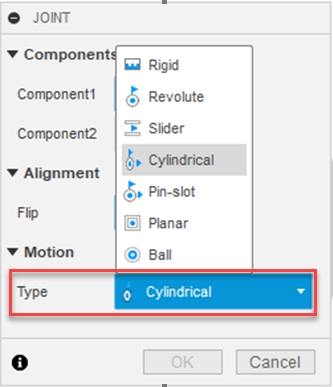 JOINT
Components
Component1
Component2
Alignment
Flip
Motion
Type
Rigid
Revolute
Slider
Cylindrical
Pin-slot
Planar
Ball
Cylindrical
OK
Cancel